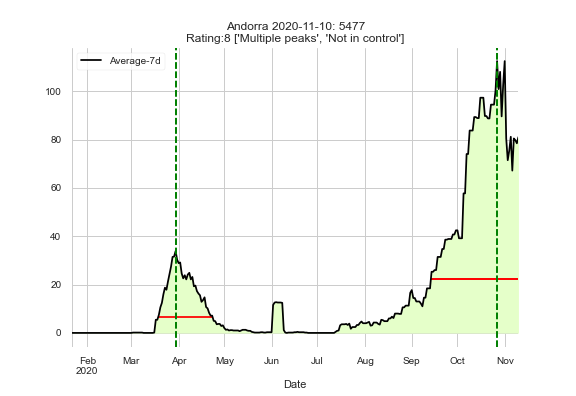 Andorra 2020-11-10: 5477
Rating:8 ['Multiple peaks', 'Not in control']
Average-7d
100
80
60
40
20
0
Feb Mar Apr May Jun Jul Aug Sep Oct Nov
2020
Date